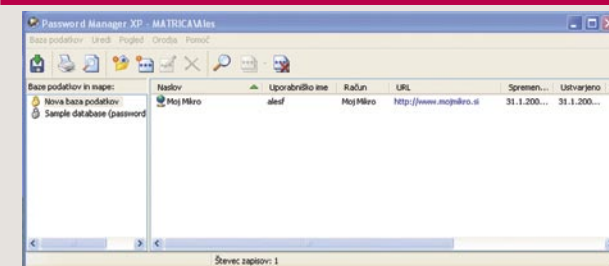 Password Manager XP - MATRICA\Ales
Baza podatkov Uredi Pogled Orodja Pomoč
Baze podatkov in mape:
Naslov Uporabniško ime Račun URL Spremen... Ustvarjeno
Nova baza podatkov
Moj Mikro alesf Moj Mikro http://www.mojmikro.si 31.1.200... 31.1.200...
Sample database (password
Števec zapisov: 1